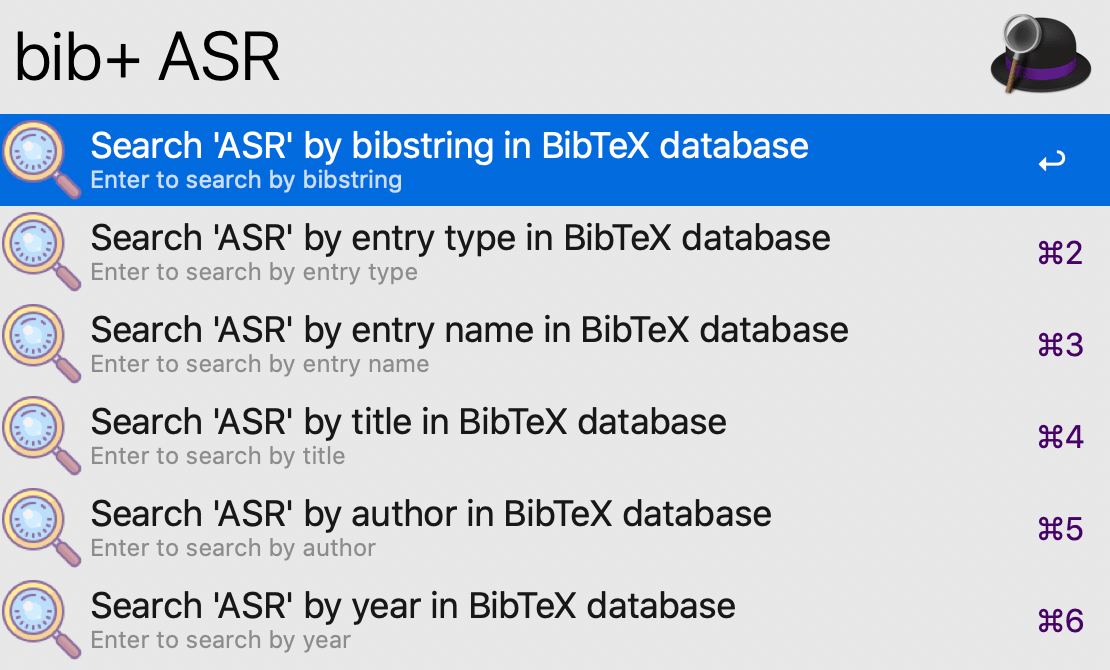 bib+ ASR
Search 'ASR' by bibstring in BibTeX database
Enter to search by bibstring
↩
Search 'ASR' by entry type in BibTeX database
Enter to search by entry type
⌘2
Search 'ASR' by entry name in BibTeX database
Enter to search by entry name
⌘3
Search 'ASR' by title in BibTeX database
Enter to search by title
⌘4
Search 'ASR' by author in BibTeX database
Enter to search by author
⌘5
Search 'ASR' by year in BibTeX database
Enter to search by year
⌘6